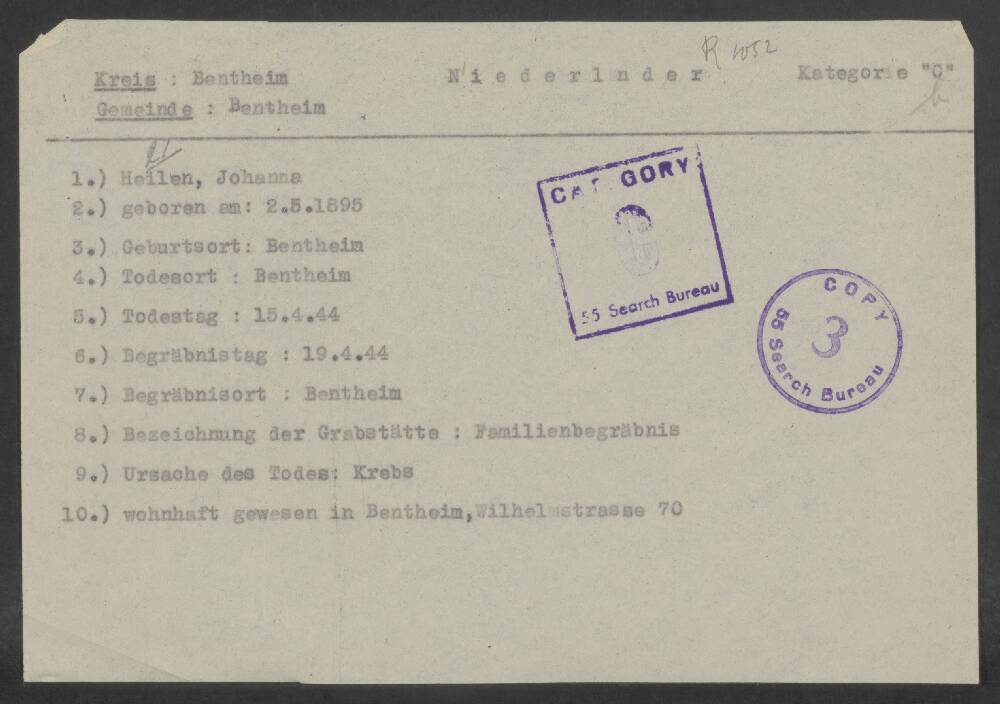 R 1052
Kreis : Bentheim Niederlnder Kategorie "C"
Gemeinde : Bentheim
1.) Heilen, Johanna
2.) geboren am: 2.5.1895
3.) Geburtsort: Bentheim
4.) Todesort : Bentheim
5.) Todestag : 15.4.44
6.) Begräbnistag : 19.4.44
7.) Begräbnisort : Bentheim
8.) Bezeichnung der Grabstätte : Familienbegräbnis
9.) Ursache des Todes: Krebs
10.) wohnhaft gewesen in Bentheim,Wilhelmstrasse 70
CATEGORY
55 Search Bureau
COPY
3
55 Search Bureau